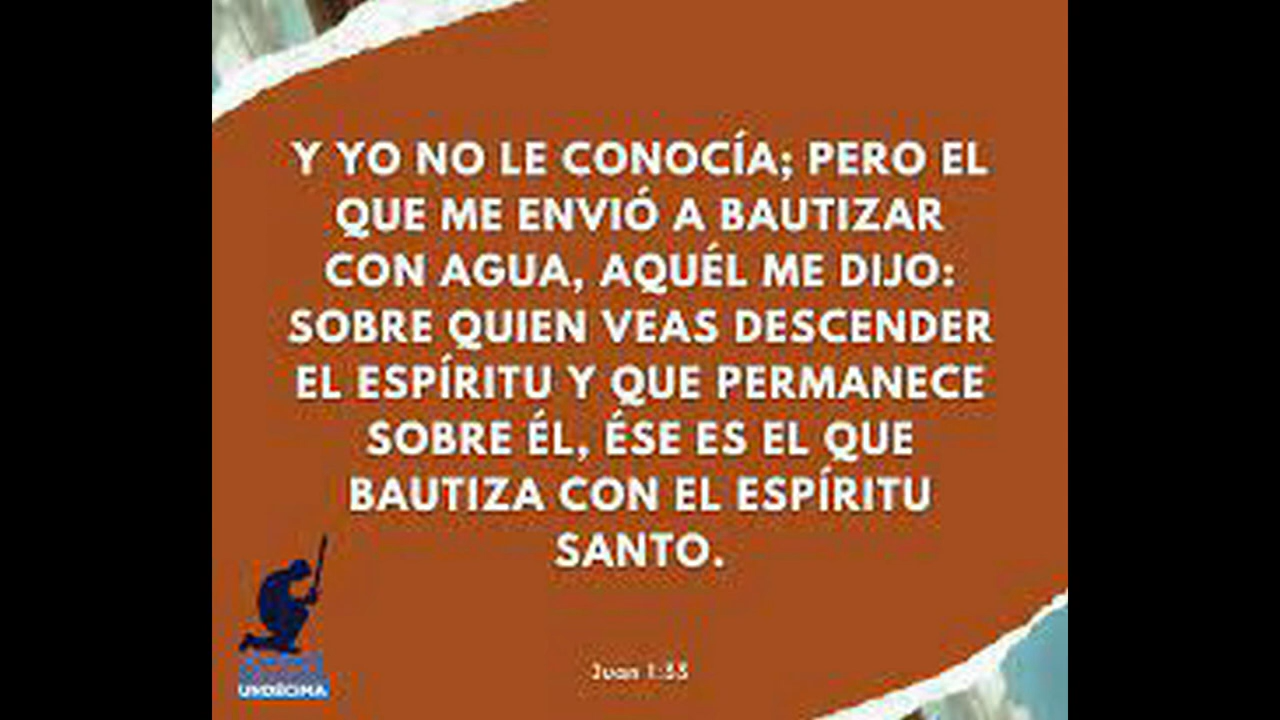 Y YO NO LE CONOCÍA; PERO EL
QUE ME ENVIÓ A BAUTIZAR
CON AGUA, AQUÉL ME DIJO:
SOBRE QUIEN VEAS DESCENDER
EL ESPÍRITU Y QUE PERMANECE
SOBRE ÉL, ÉSE ES EL QUE
BAUTIZA CON EL ESPÍRITU
SANTO.
Juan 1:33
UNDÉCIMA